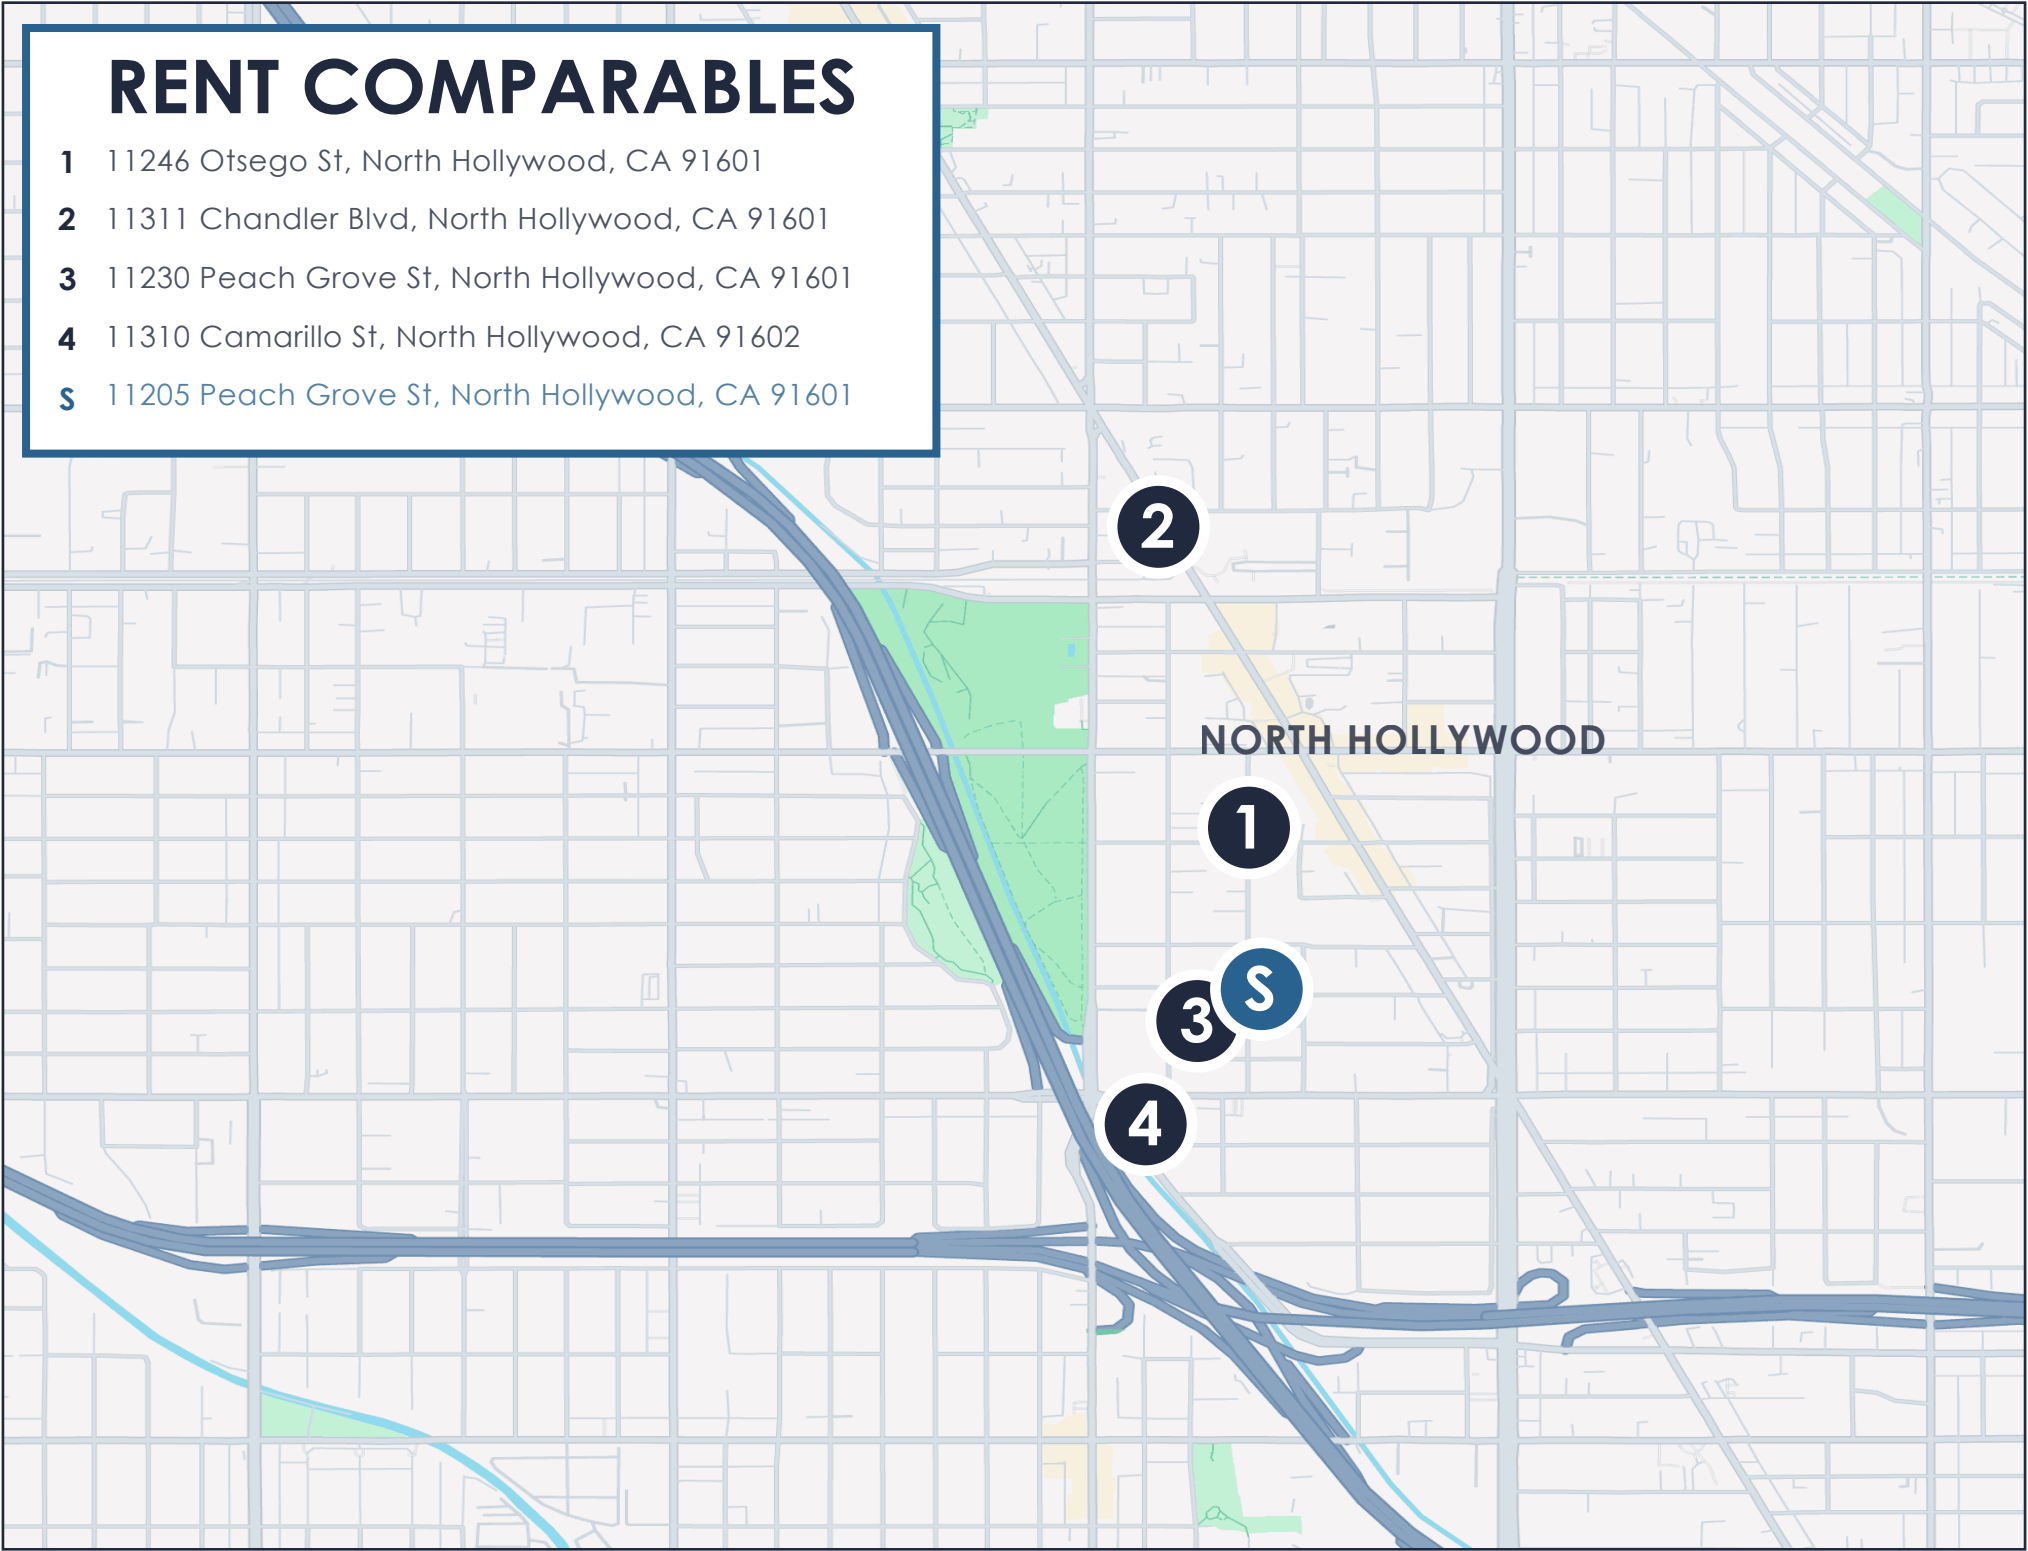 RENT COMPARABLES
1 11246 Otsego St, North Hollywood, CA 91601
2 11311 Chandler Blvd, North Hollywood, CA 91601
3 11230 Peach Grove St, North Hollywood, CA 91601
4 11310 Camarillo St, North Hollywood, CA 91602
S 11205 Peach Grove St, North Hollywood, CA 91601
2
NORTH HOLLYWOOD
1
S
3
4